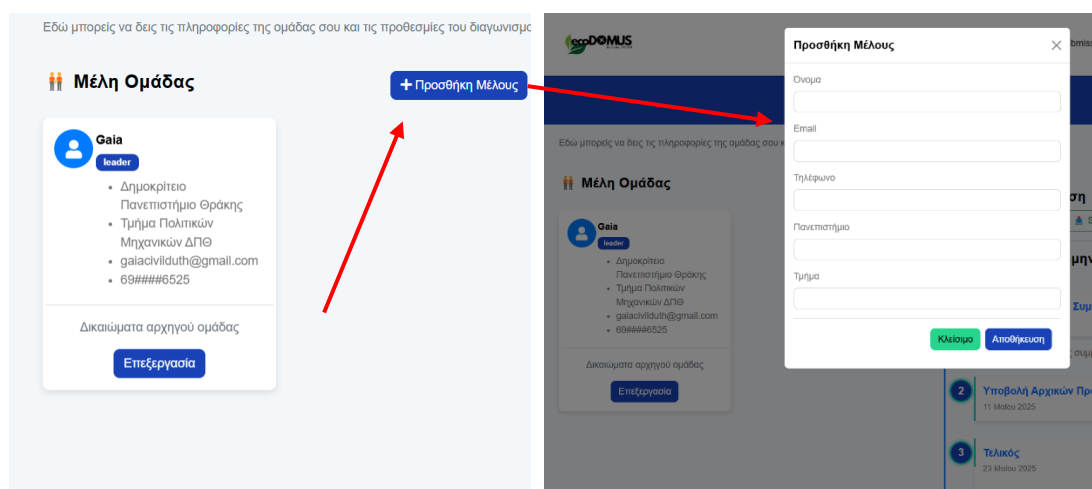 Εδώ μπορείς να δεις τις πληροφορίες της ομάδας σου και τις προθεσμίες του
Μέλη Ομάδας
+ Προσθήκη Μέλους
Gaia
leader
• Δημοκρίτειο
Πανεπιστήμιο Θράκης
• Τμήμα Πολιτικών
Μηχανικών ΔΠΘ
• gaiacivilduth@gmail.com
• 69####6525
Δικαιώματα αρχηγού ομάδας
Επεξεργασία
ecoDOMUS
Εδώ μπορείς να δεις τις πληροφορίες της ομάδας σου
Μέλη Ομάδας
Gaia
leader
• Δημοκρίτειο
Πανεπιστήμιο Θράκης
• Τμήμα Πολιτικών
Μηχανικών ΔΠΘ
• gaiacivilduth@gmail.com
• 69####6525
Δικαιώματα αρχηγού ομάδας
Επεξεργασία
Προσθήκη Μέλους
Όνομα
Email
Τηλέφωνο
Πανεπιστήμιο
Τμήμα
Κλείσιμο Αποθήκευση
2 Υποβολή Αρχικών
11 Μαΐου 2025
3 Τελικός
23 Μαΐου 2025